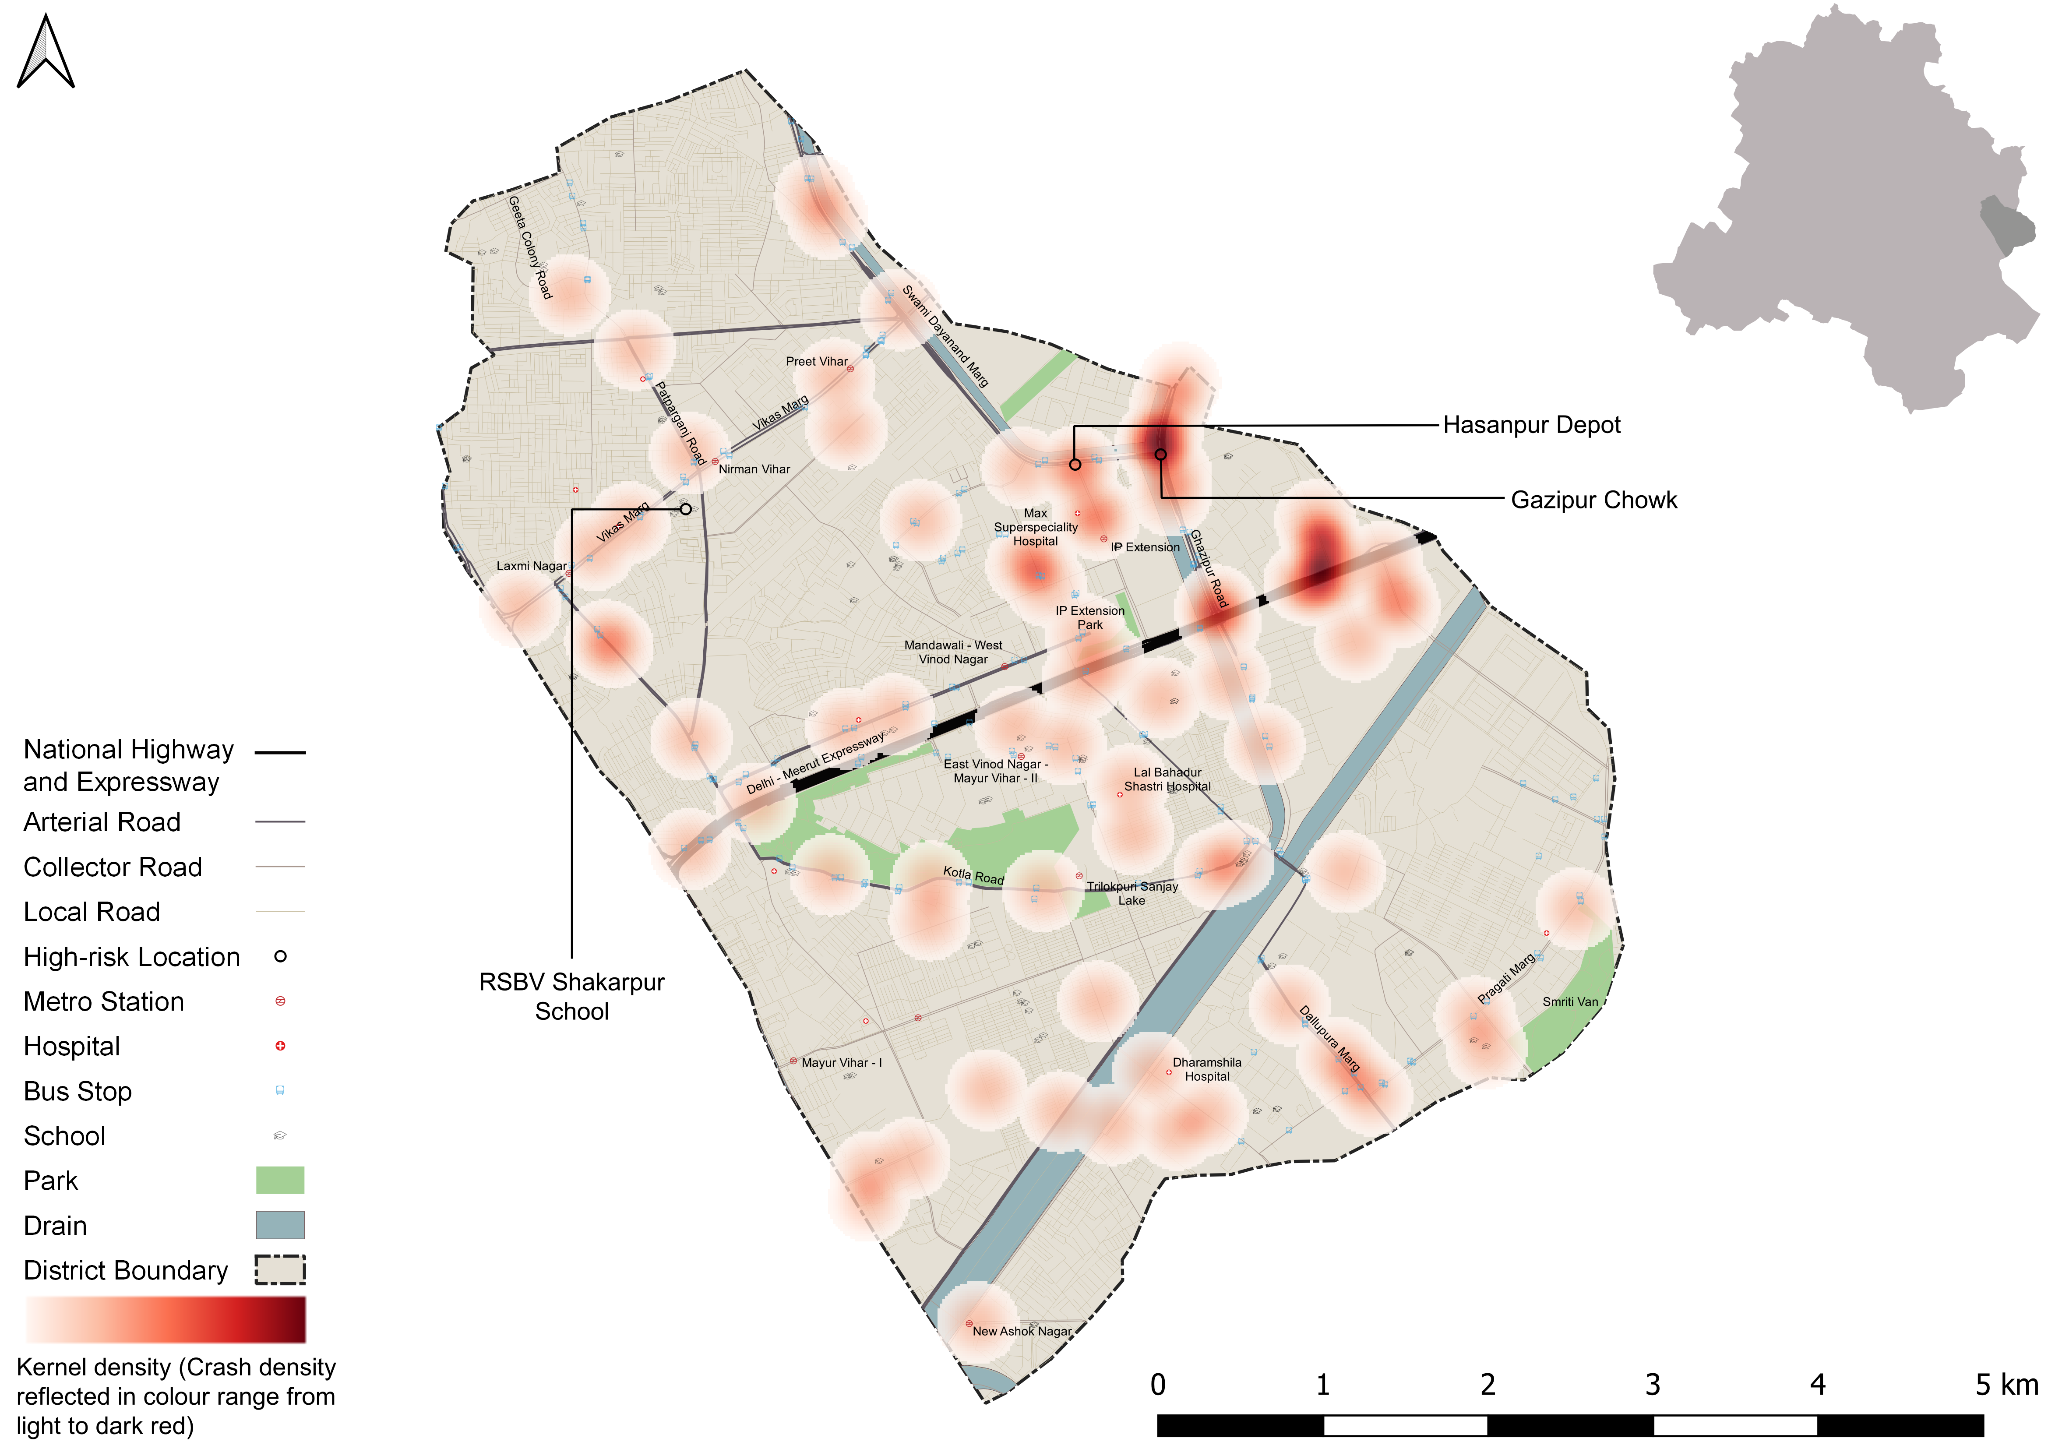 Geeta Colony Road
Swami Dayanand Marg
Preet Vihar
Patparganj Road
Vikas Marg
Nirman Vihar
Hasanpur Depot
Gazipur Chowk
Max
Superspeciality
Hospital
IP Extension
Ghazipur Road
Vikas Marg
Laxmi Nagar
IP Extension
Park
Mandawali - West
Vinod Nagar
Delhi - Meerut Expressway
East Vinod Nagar -
Mayur Vihar - II
Lal Bahadur
Shastri Hospital
Kotla Road
Trilokpuri Sanjay
Lake
RSBV Shakarpur
School
Pragati Marg
Smriti Van
Dallupura Marg
Mayur Vihar - I
Dharamshila
Hospital
New Ashok Nagar
National Highway
and Expressway
Arterial Road
Collector Road
Local Road
High-risk Location
Metro Station
Hospital
Bus Stop
School
Park
Drain
District Boundary
Kernel density (Crash density
reflected in colour range from
light to dark red)
0 1 2 3 4 5 km